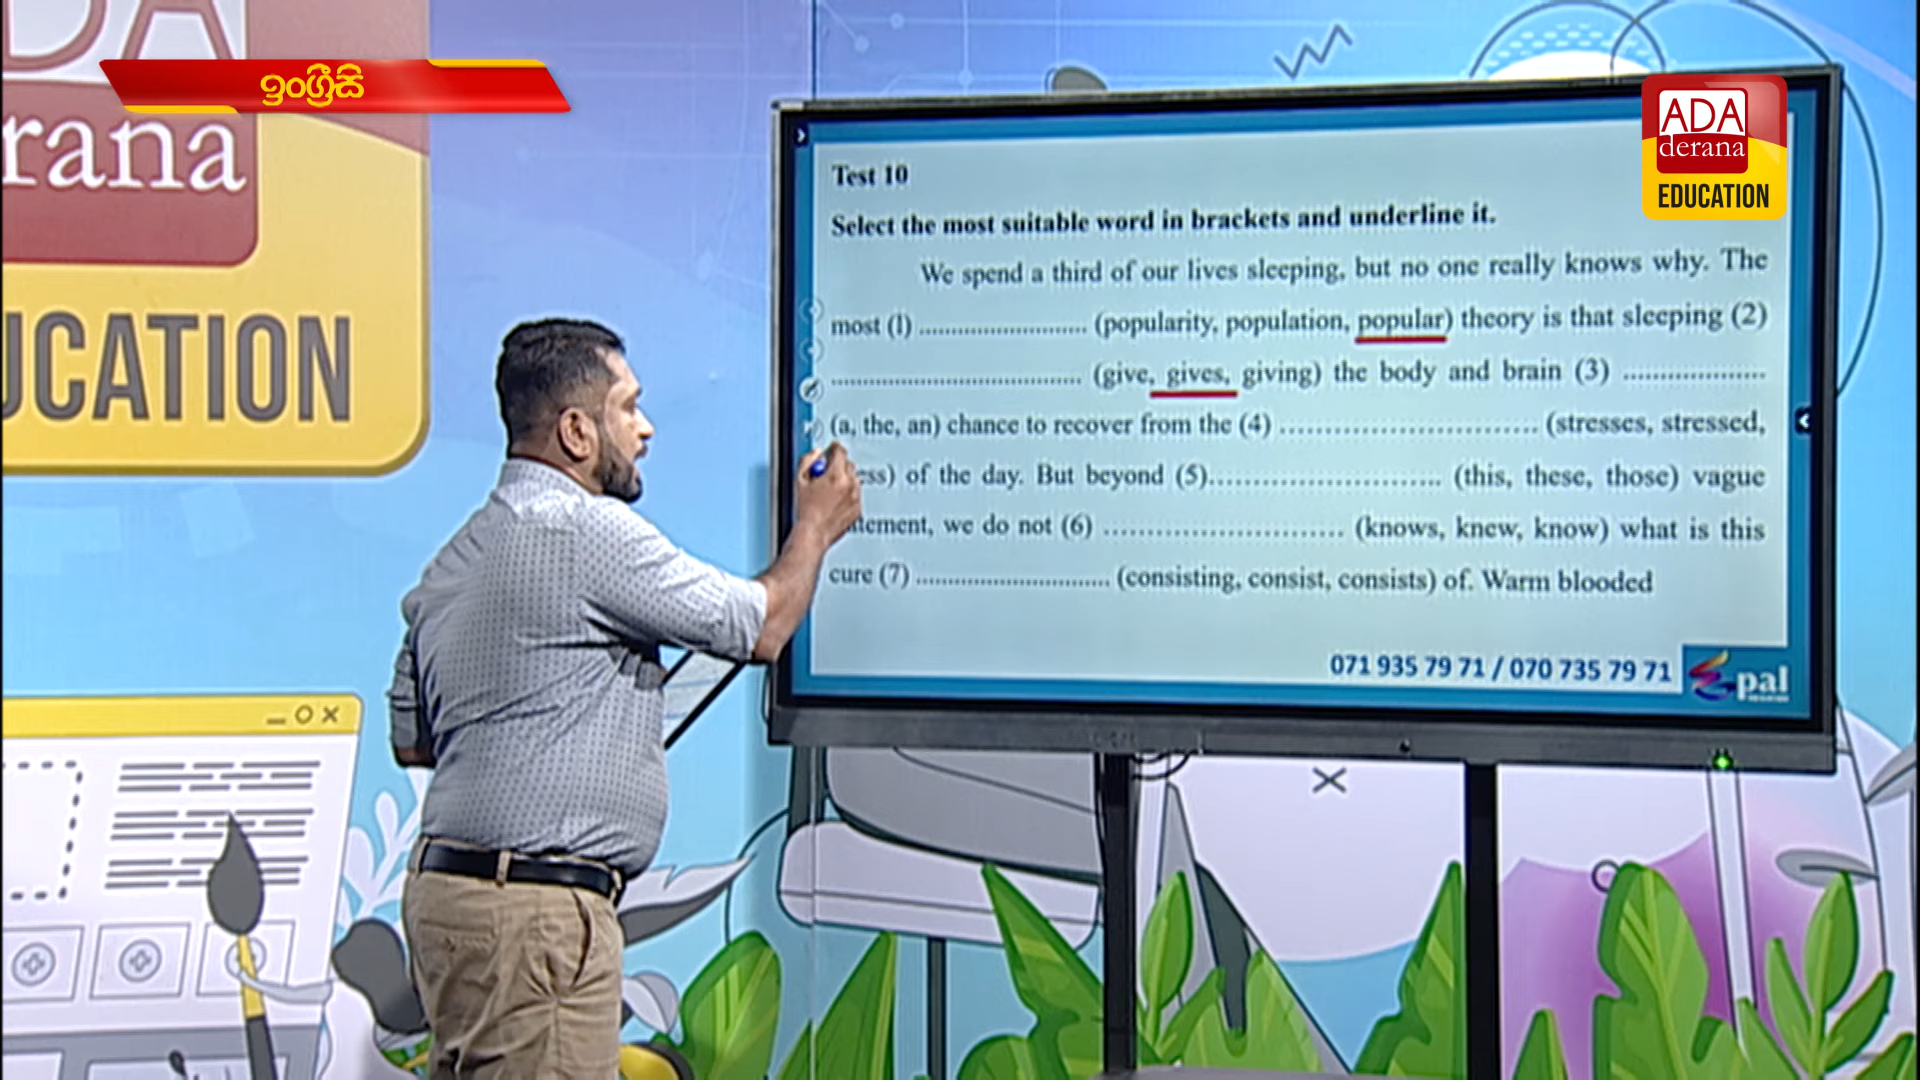 DA
rana
UCATION
ඉංග්‍රීසි
ADA
derana
EDUCATION
Test 10
Select the most suitable word in brackets and underline it.
We spend a third of our lives sleeping, but no one really knows why. The
most (1) ........................ (popularity, population, popular) theory is that sleeping (2)
.................................... (give, gives, giving) the body and brain (3) ....................
(a, the, an) chance to recover from the (4) ............................ (stresses, stressed,
ess) of the day. But beyond (5)......................... (this, these, those) vague
tement, we do not (6) ........................... (knows, knew, know) what is this
cure (7) ............................ (consisting, consist, consists) of. Warm blooded
071 935 79 71 / 070 735 79 71
pal